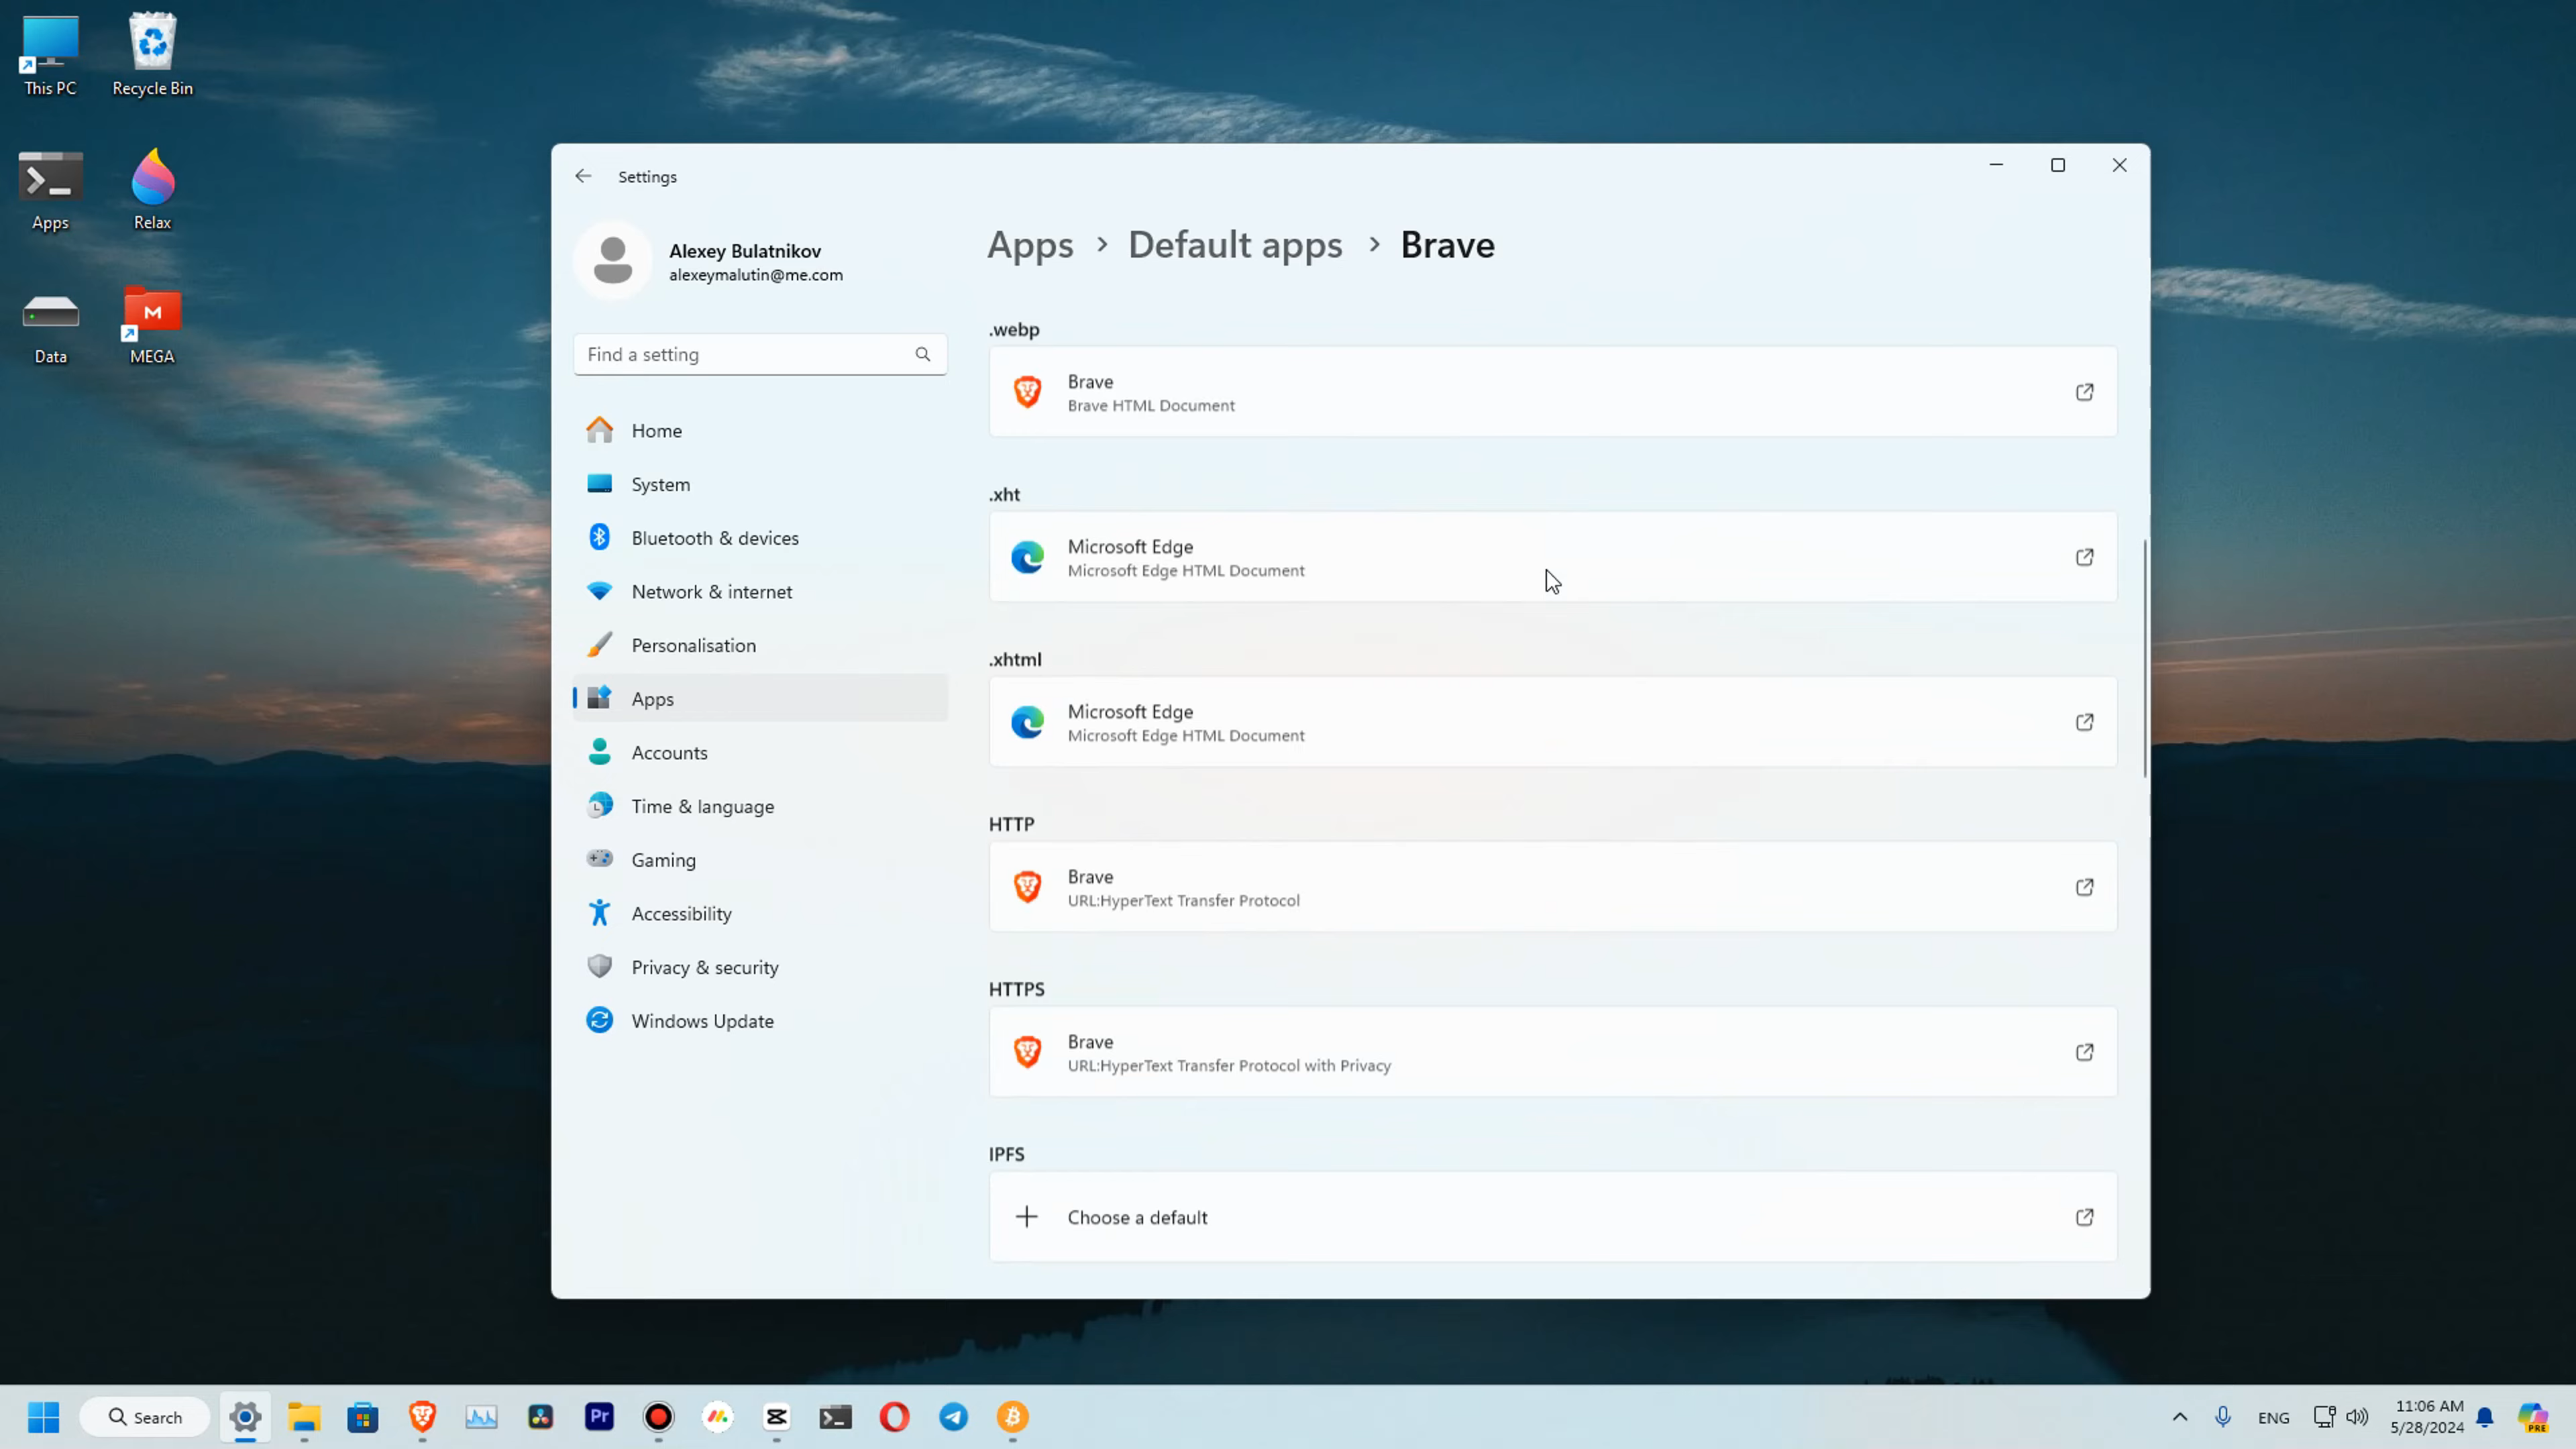 This PC
Recycle Bin
Apps
Relax
Data
M
MEGA
Settings
Alexey Bulatnikov
alexeymalutin@me.com
Find a setting
Home
System
Bluetooth & devices
Network & internet
Personalisation
Apps
Accounts
Time & language
Gaming
Accessibility
Privacy & security
Windows Update
Apps > Default apps > Brave
.webp
Brave
Brave HTML Document
.xht
Microsoft Edge
Microsoft Edge HTML Document
.xhtml
Microsoft Edge
Microsoft Edge HTML Document
HTTP
Brave
URL:HyperText Transfer Protocol
HTTPS
Brave
URL:HyperText Transfer Protocol with Privacy
IPFS
Choose a default
Search
Pr
ENG
11:06 AM
5/28/2024
PRE